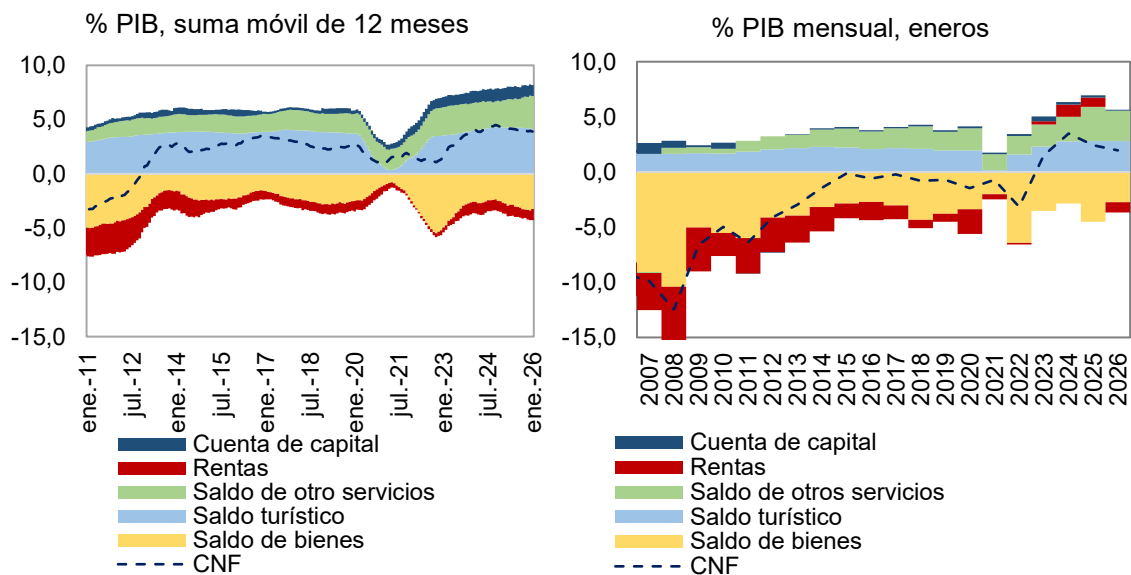 % PIB, suma móvil de 12 meses
10,0
5,0
0,0
-5,0
-10,0
-15,0
ene.-11
jul.-12
ene.-14
jul.-15
ene.-17
jul.-18
ene.-20
jul.-21
ene.-23
jul.-24
ene.-26
Cuenta de capital
Rentas
Saldo de otro servicios
Saldo turístico
Saldo de bienes
CNF
% PIB mensual, eneros
10,0
5,0
0,0
-5,0
-10,0
-15,0
2007
2008
2009
2010
2011
2012
2013
2014
2015
2016
2017
2018
2019
2020
2021
2022
2023
2024
2025
2026
Cuenta de capital
Rentas
Saldo de otros servicios
Saldo turístico
Saldo de bienes
CNF